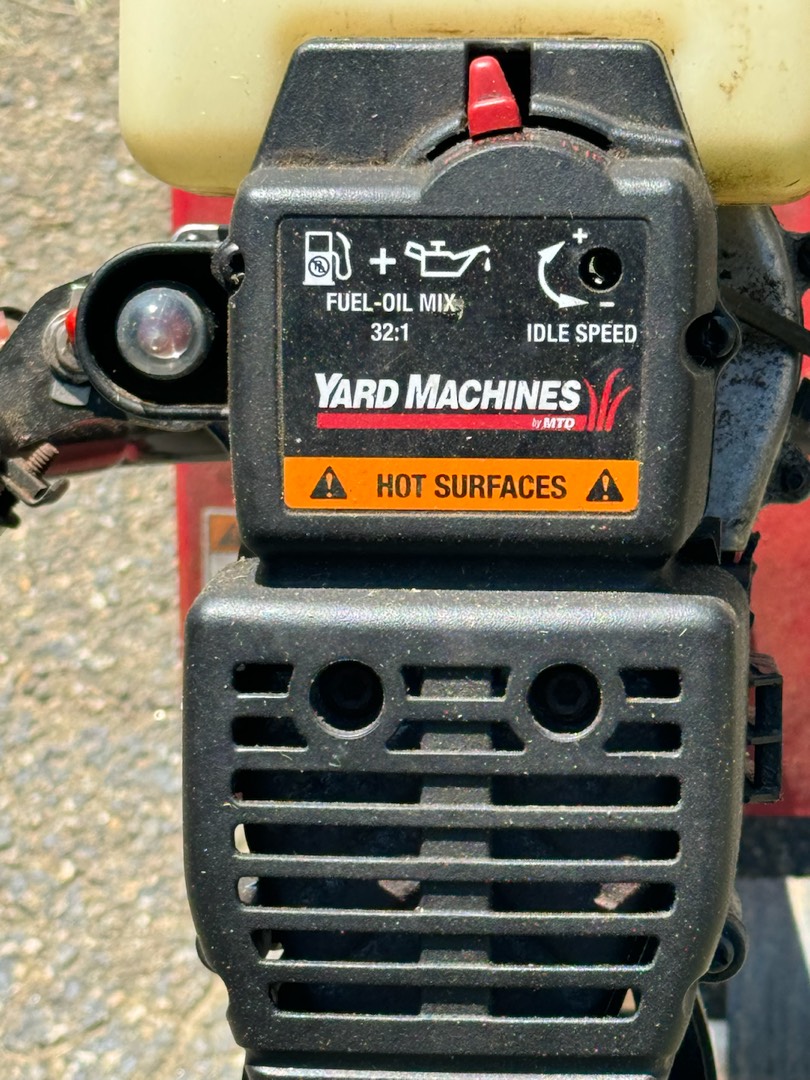 +
+
FUEL-OIL MIX
32:1
-
IDLE SPEED
YARD MACHINES
by MTD
HOT SURFACES